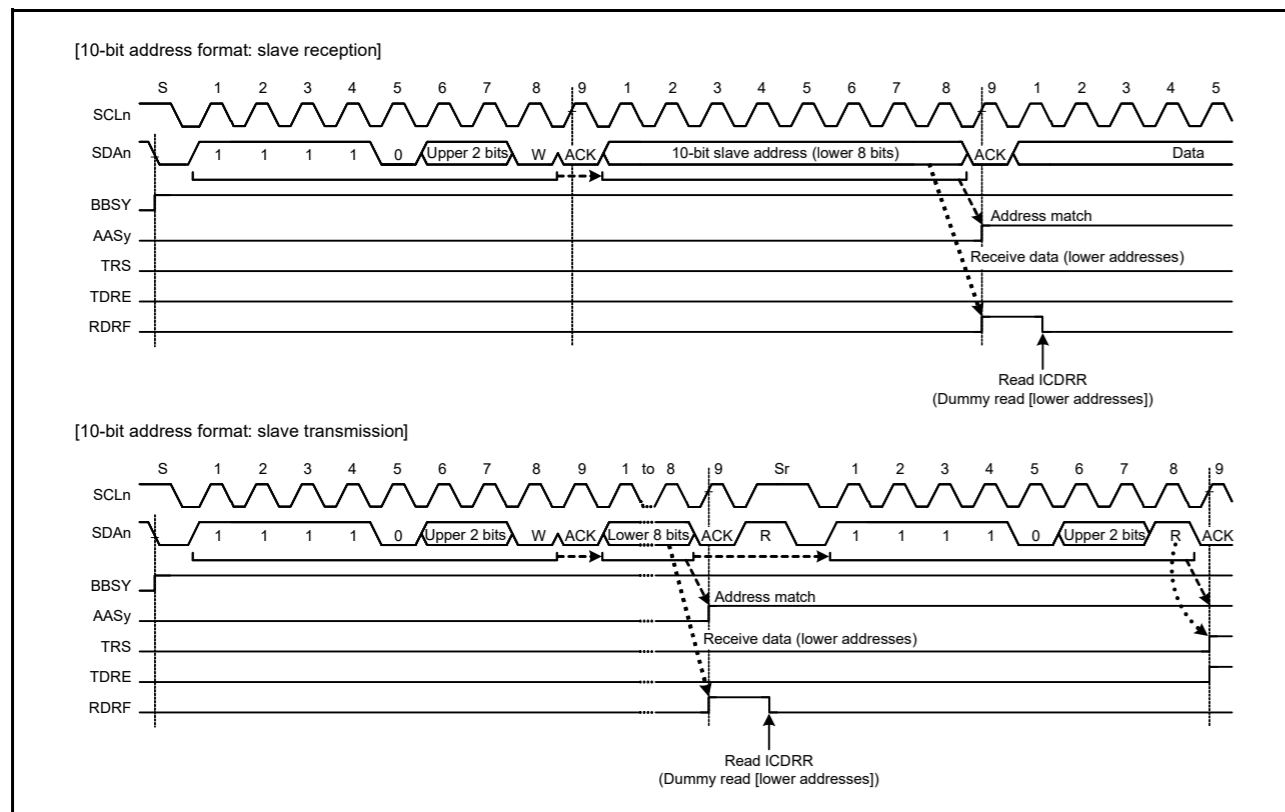 [10-bit address format: slave reception]
S 1 2 3 4 5 6 7 8 9 1 2 3 4 5 6 7 8 9 1 2 3 4 5
SCLn
SDAn 1 1 1 1 0 Upper 2 bits W ACK 10-bit slave address (lower 8 bits) ACK Data
BBSY
Address match
AASy
Receive data (lower addresses)
TRS
TDRE
RDRF
Read ICDRR
(Dummy read [lower addresses])
[10-bit address format: slave transmission]
S 1 2 3 4 5 6 7 8 9 1 to 8 9 Sr 1 2 3 4 5 6 7 8 9
SCLn
SDAn 1 1 1 1 0 Upper 2 bits W ACK Lower 8 bits ACK R 1 1 1 1 0 Upper 2 bits R ACK
BBSY
Address match
AASy
Receive data (lower addresses)
TRS
TDRE
RDRF
Read ICDRR
(Dummy read [lower addresses])